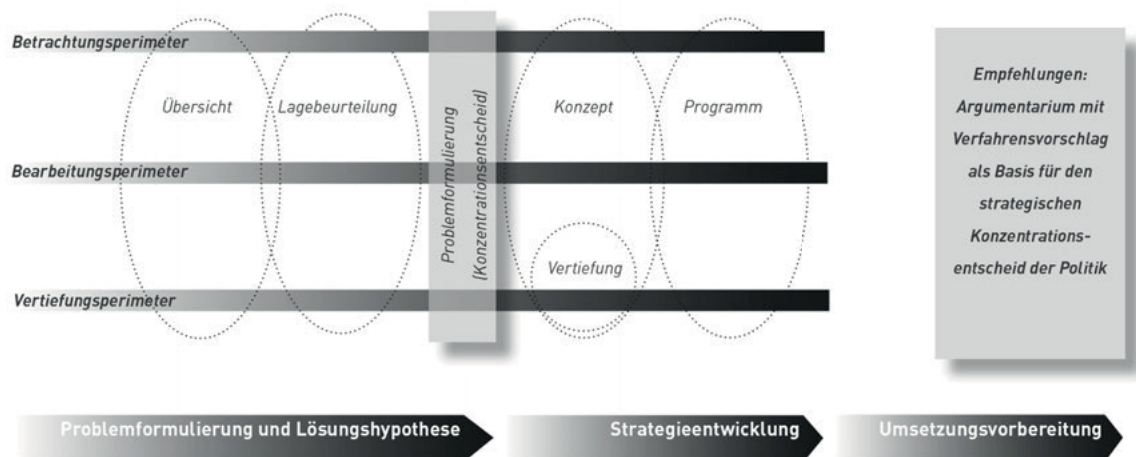 Betrachtungsperimeter
Übersicht
Lagebeurteilung
Problemformulierung
(Konzentrationsentscheid)
Konzept
Programm
Bearbeitungsperimeter
Vertiefung
Vertiefungsperimeter
Empfehlungen:
Argumentarium mit
Verfahrensvorschlag
als Basis für den
strategischen
Konzentrations-
entscheid der Politik
Problemformulierung und Lösungshypothese
Strategieentwicklung
Umsetzungsvorbereitung